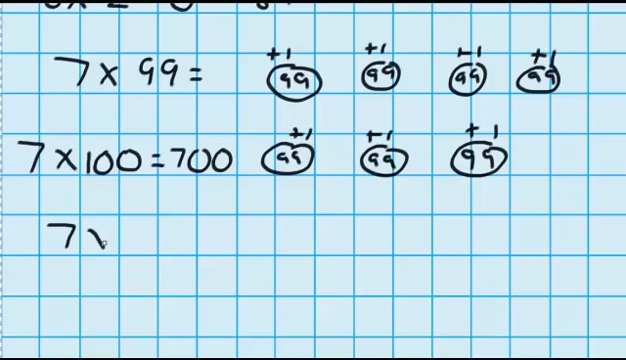 +1 +1 +1 +1
7 × 99 = 99 99 99 99
+1 +1 +1
7 × 100 = 700 99 99 99
7